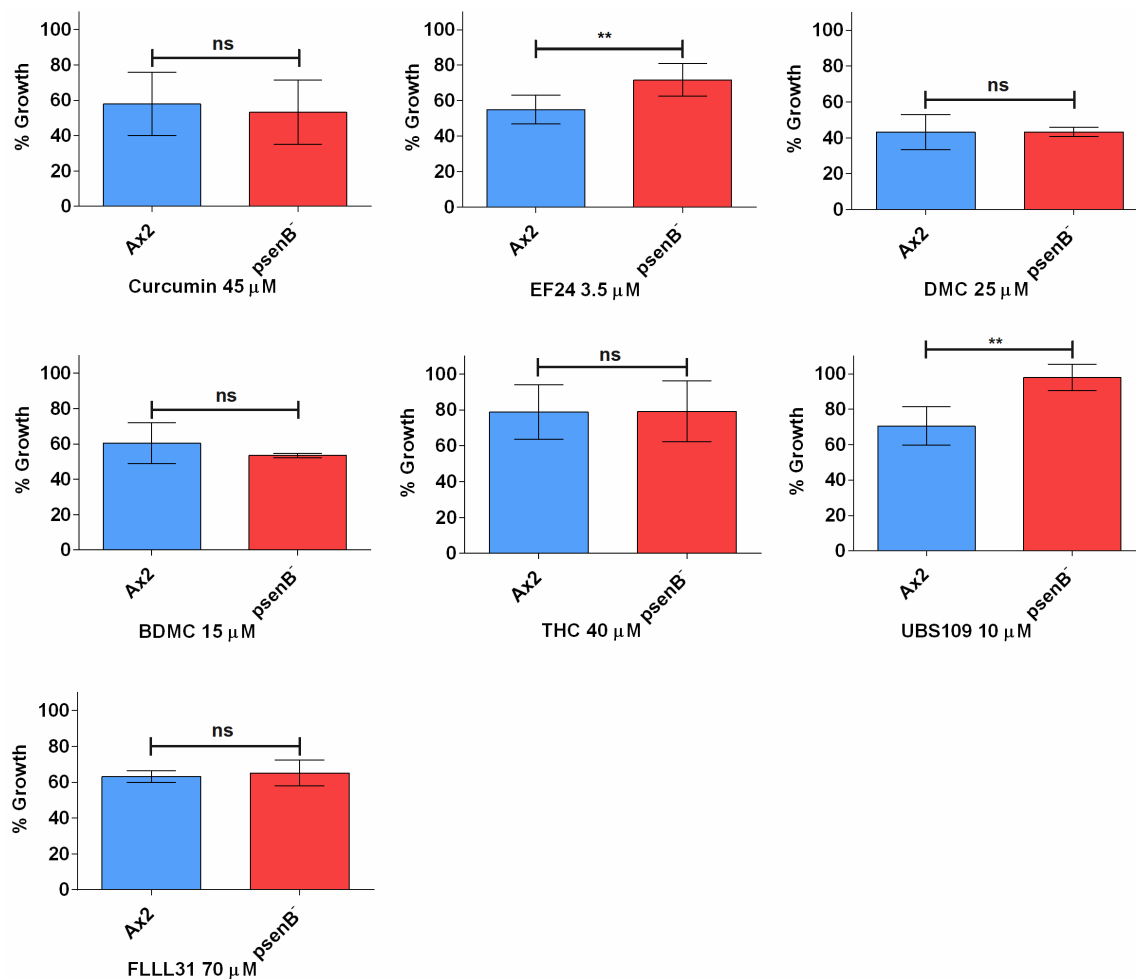 ns
% Growth
100
80
60
40
20
0
Ax2
psenB-
Curcumin 45 μM
**
% Growth
100
80
60
40
20
0
Ax2
psenB-
EF24 3.5 μM
ns
% Growth
100
80
60
40
20
0
Ax2
psenB-
DMC 25 μM
ns
% Growth
100
80
60
40
20
0
Ax2
psenB-
BDMC 15 μM
ns
% Growth
100
80
60
40
20
0
Ax2
psenB-
THC 40 μM
**
% Growth
100
80
60
40
20
0
Ax2
psenB-
UBS109 10 μM
ns
% Growth
100
80
60
40
20
0
Ax2
psenB-
FLLL31 70 μM